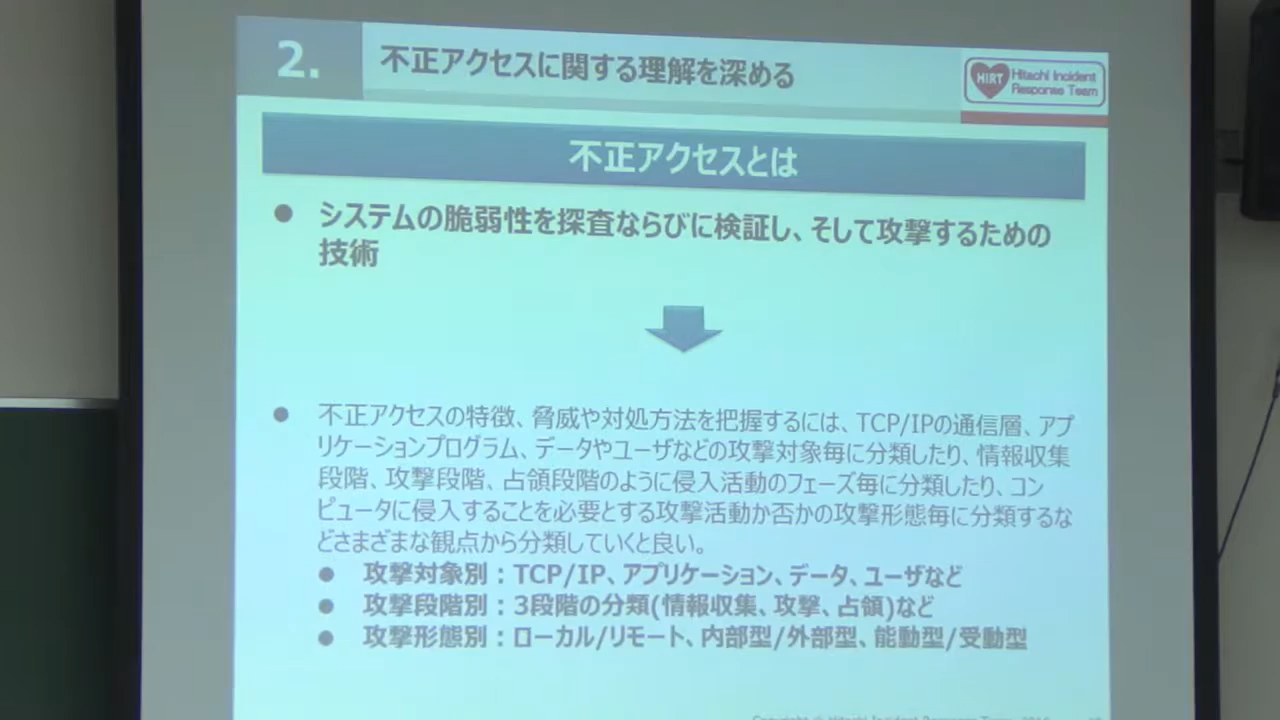 2.
不正アクセスに関する理解を深める
HIRT
Hitachi Incident
Response Team
不正アクセスとは
● システムの脆弱性を探査ならびに検証し、そして攻撃するための
技術
● 不正アクセスの特徴、脅威や対処方法を把握するには、TCP/IPの通信層、アプ
リケーションプログラム、データやユーザなどの攻撃対象毎に分類したり、情報収集
段階、攻撃段階、占領段階のように侵入活動のフェーズ毎に分類したり、コン
ピュータに侵入することを必要とする攻撃活動か否かの攻撃形態毎に分類するな
どさまざまな観点から分類していくと良い。
● 攻撃対象別：TCP/IP、アプリケーション、データ、ユーザなど
● 攻撃段階別：3段階の分類(情報収集、攻撃、占領)など
● 攻撃形態別：ローカル/リモート、内部型/外部型、能動型/受動型
Copyright © Hitachi Incident Response Team